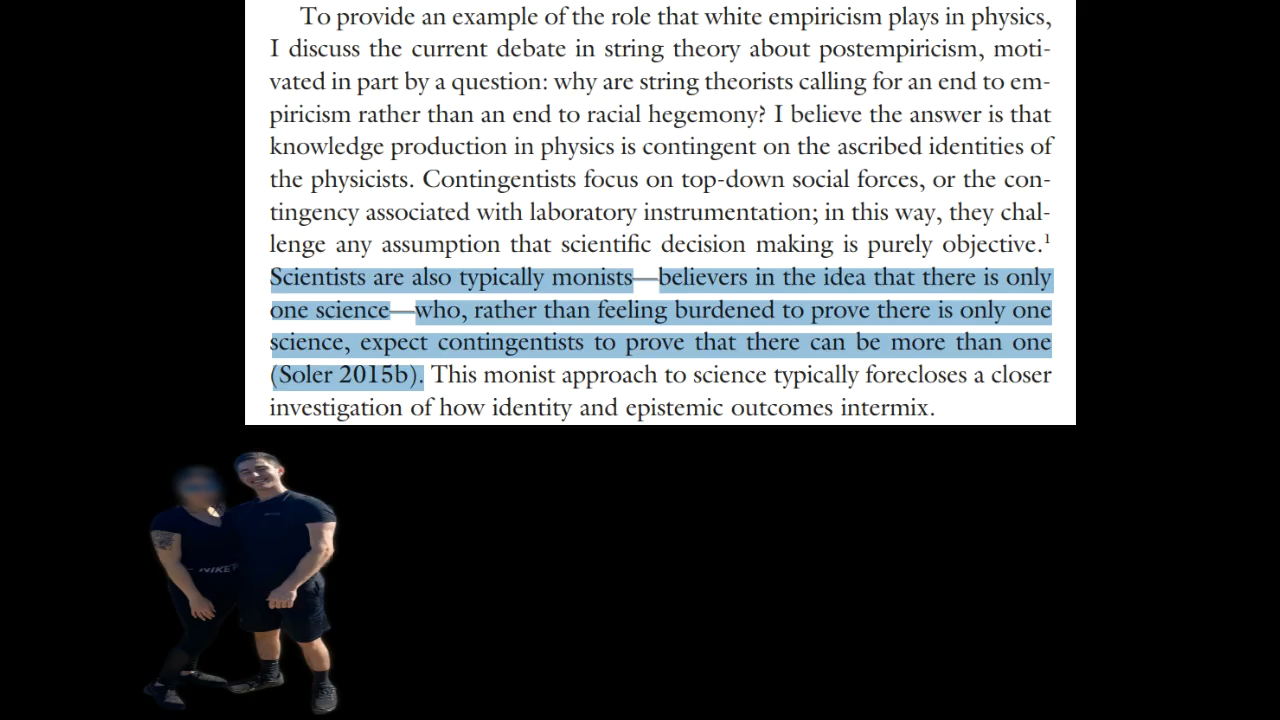 To provide an example of the role that white empiricism plays in physics,
I discuss the current debate in string theory about postempiricism, moti-
vated in part by a question: why are string theorists calling for an end to em-
piricism rather than an end to racial hegemony? I believe the answer is that
knowledge production in physics is contingent on the ascribed identities of
the physicists. Contingentists focus on top-down social forces, or the con-
tingency associated with laboratory instrumentation; in this way, they chal-
lenge any assumption that scientific decision making is purely objective.¹
Scientists are also typically monists—believers in the idea that there is only
one science—who, rather than feeling burdened to prove there is only one
science, expect contingentists to prove that there can be more than one
(Soler 2015b). This monist approach to science typically forecloses a closer
investigation of how identity and epistemic outcomes intermix.
NIKE